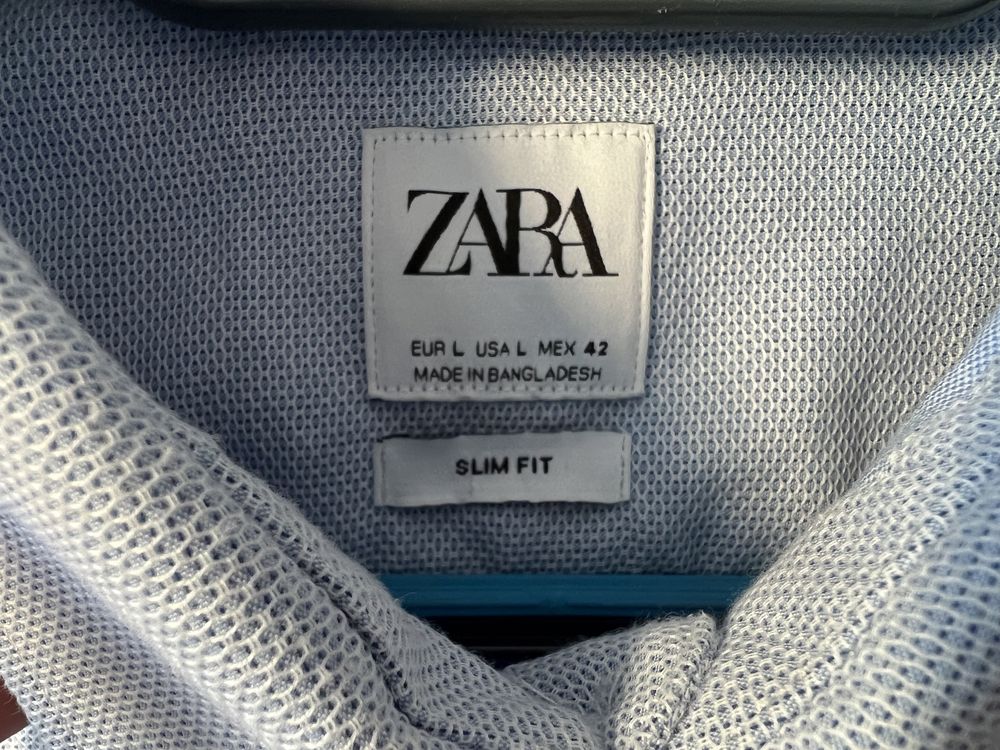 ZARA
EUR L USA L MEX 42
MADE IN BANGLADESH
SLIM FIT